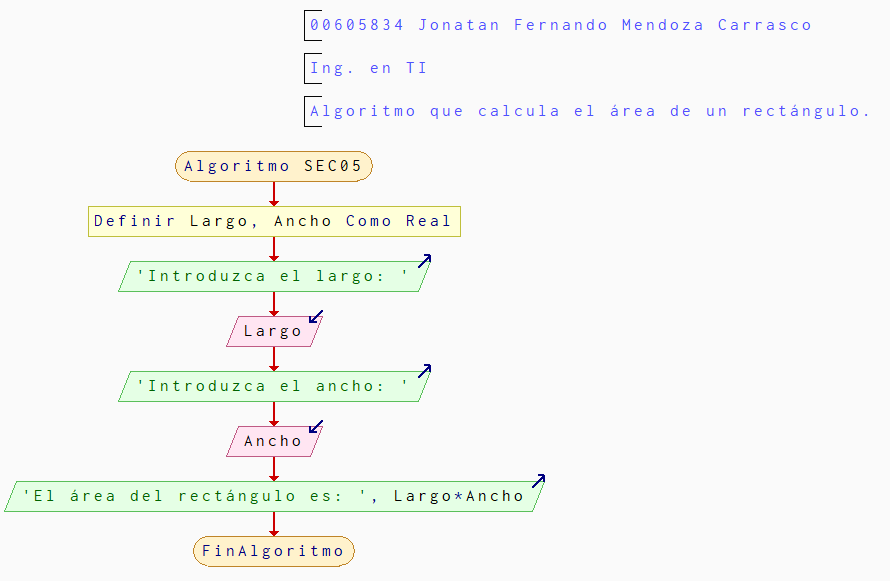 00605834 Jonatan Fernando Mendoza Carrasco
Ing. en TI
Algoritmo que calcula el área de un rectángulo.
Algoritmo SEC05
Definir Largo, Ancho Como Real
'Introduzca el largo: '
Largo
'Introduzca el ancho: '
Ancho
'El área del rectángulo es: ', Largo*Ancho
FinAlgoritmo